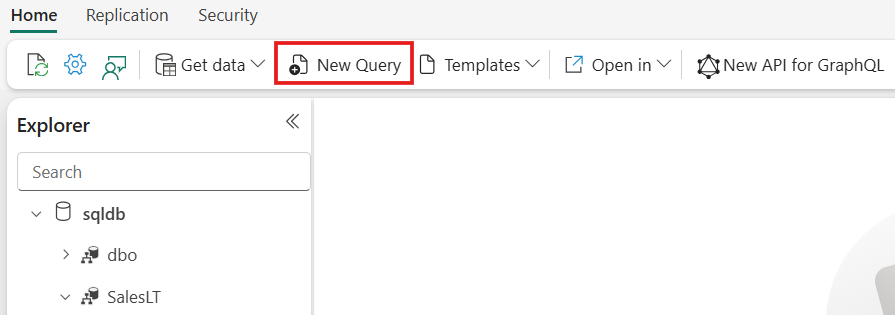 Home Replication Security
Get data New Query Templates Open in New API for GraphQL
Explorer
Search
sqldb
dbo
SalesLT